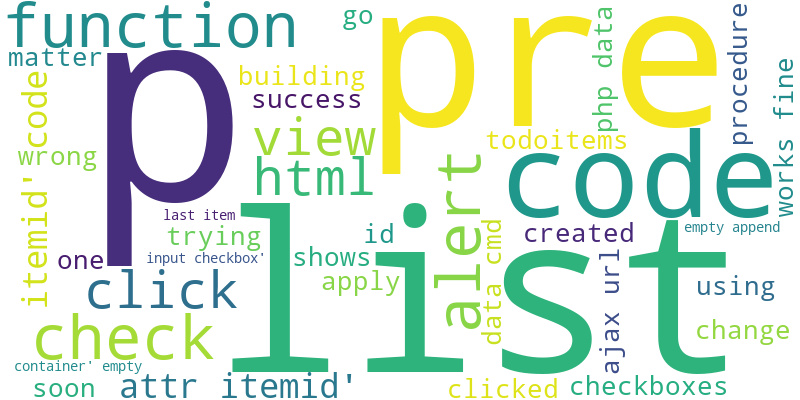 function
go
p
pre
matter
php data
procedure
building
success
works fine
itemid' code
wrong
view
todoitems
html
code
alert
list
last item
trying
id
data cmd
created
empty append
one
input checkbox'
shows
ajax url
click
apply
using
check
change
container' empty
soon
attr itemid'
clicked
checkboxes